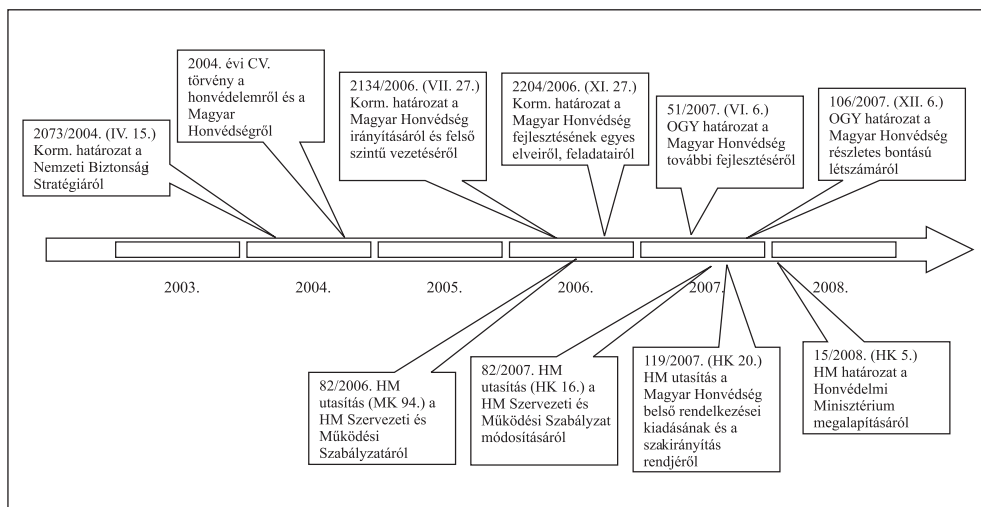 2073/2004. (IV. 15.)
Korm. határozat a
Nemzeti Biztonsági
Stratégiáról
2004. évi CV.
törvény a
honvédelemről és a
Magyar
Honvédségről
2134/2006. (VII. 27.)
Korm. határozat a
Magyar Honvédség
irányításáról és felső
szintű vezetéséről
2204/2006. (XI. 27.)
Korm. határozat a
Magyar Honvédség
fejlesztésének egyes
elveiről, feladatairól
51/2007. (VI. 6.)
OGY határozat a
Magyar Honvédség
további fejlesztéséről
106/2007. (XII. 6.)
OGY határozat a
Magyar Honvédség
részletes bontású
létszámáról
2003.
2004.
2005.
2006.
2007.
2008.
82/2006. HM
utasítás (MK 94.) a
HM Szervezeti és
Működési
Szabályzatáról
82/2007. HM
utasítás (HK 16.) a
HM Szervezeti és
Működési Szabályzat
módosításáról
119/2007. (HK 20.)
HM utasítás a
Magyar Honvédség
belső rendelkezései
kiadásának és a
szakirányítás
rendjéről
15/2008. (HK 5.)
HM határozat a
Honvédelmi
Minisztérium
megalapításáról